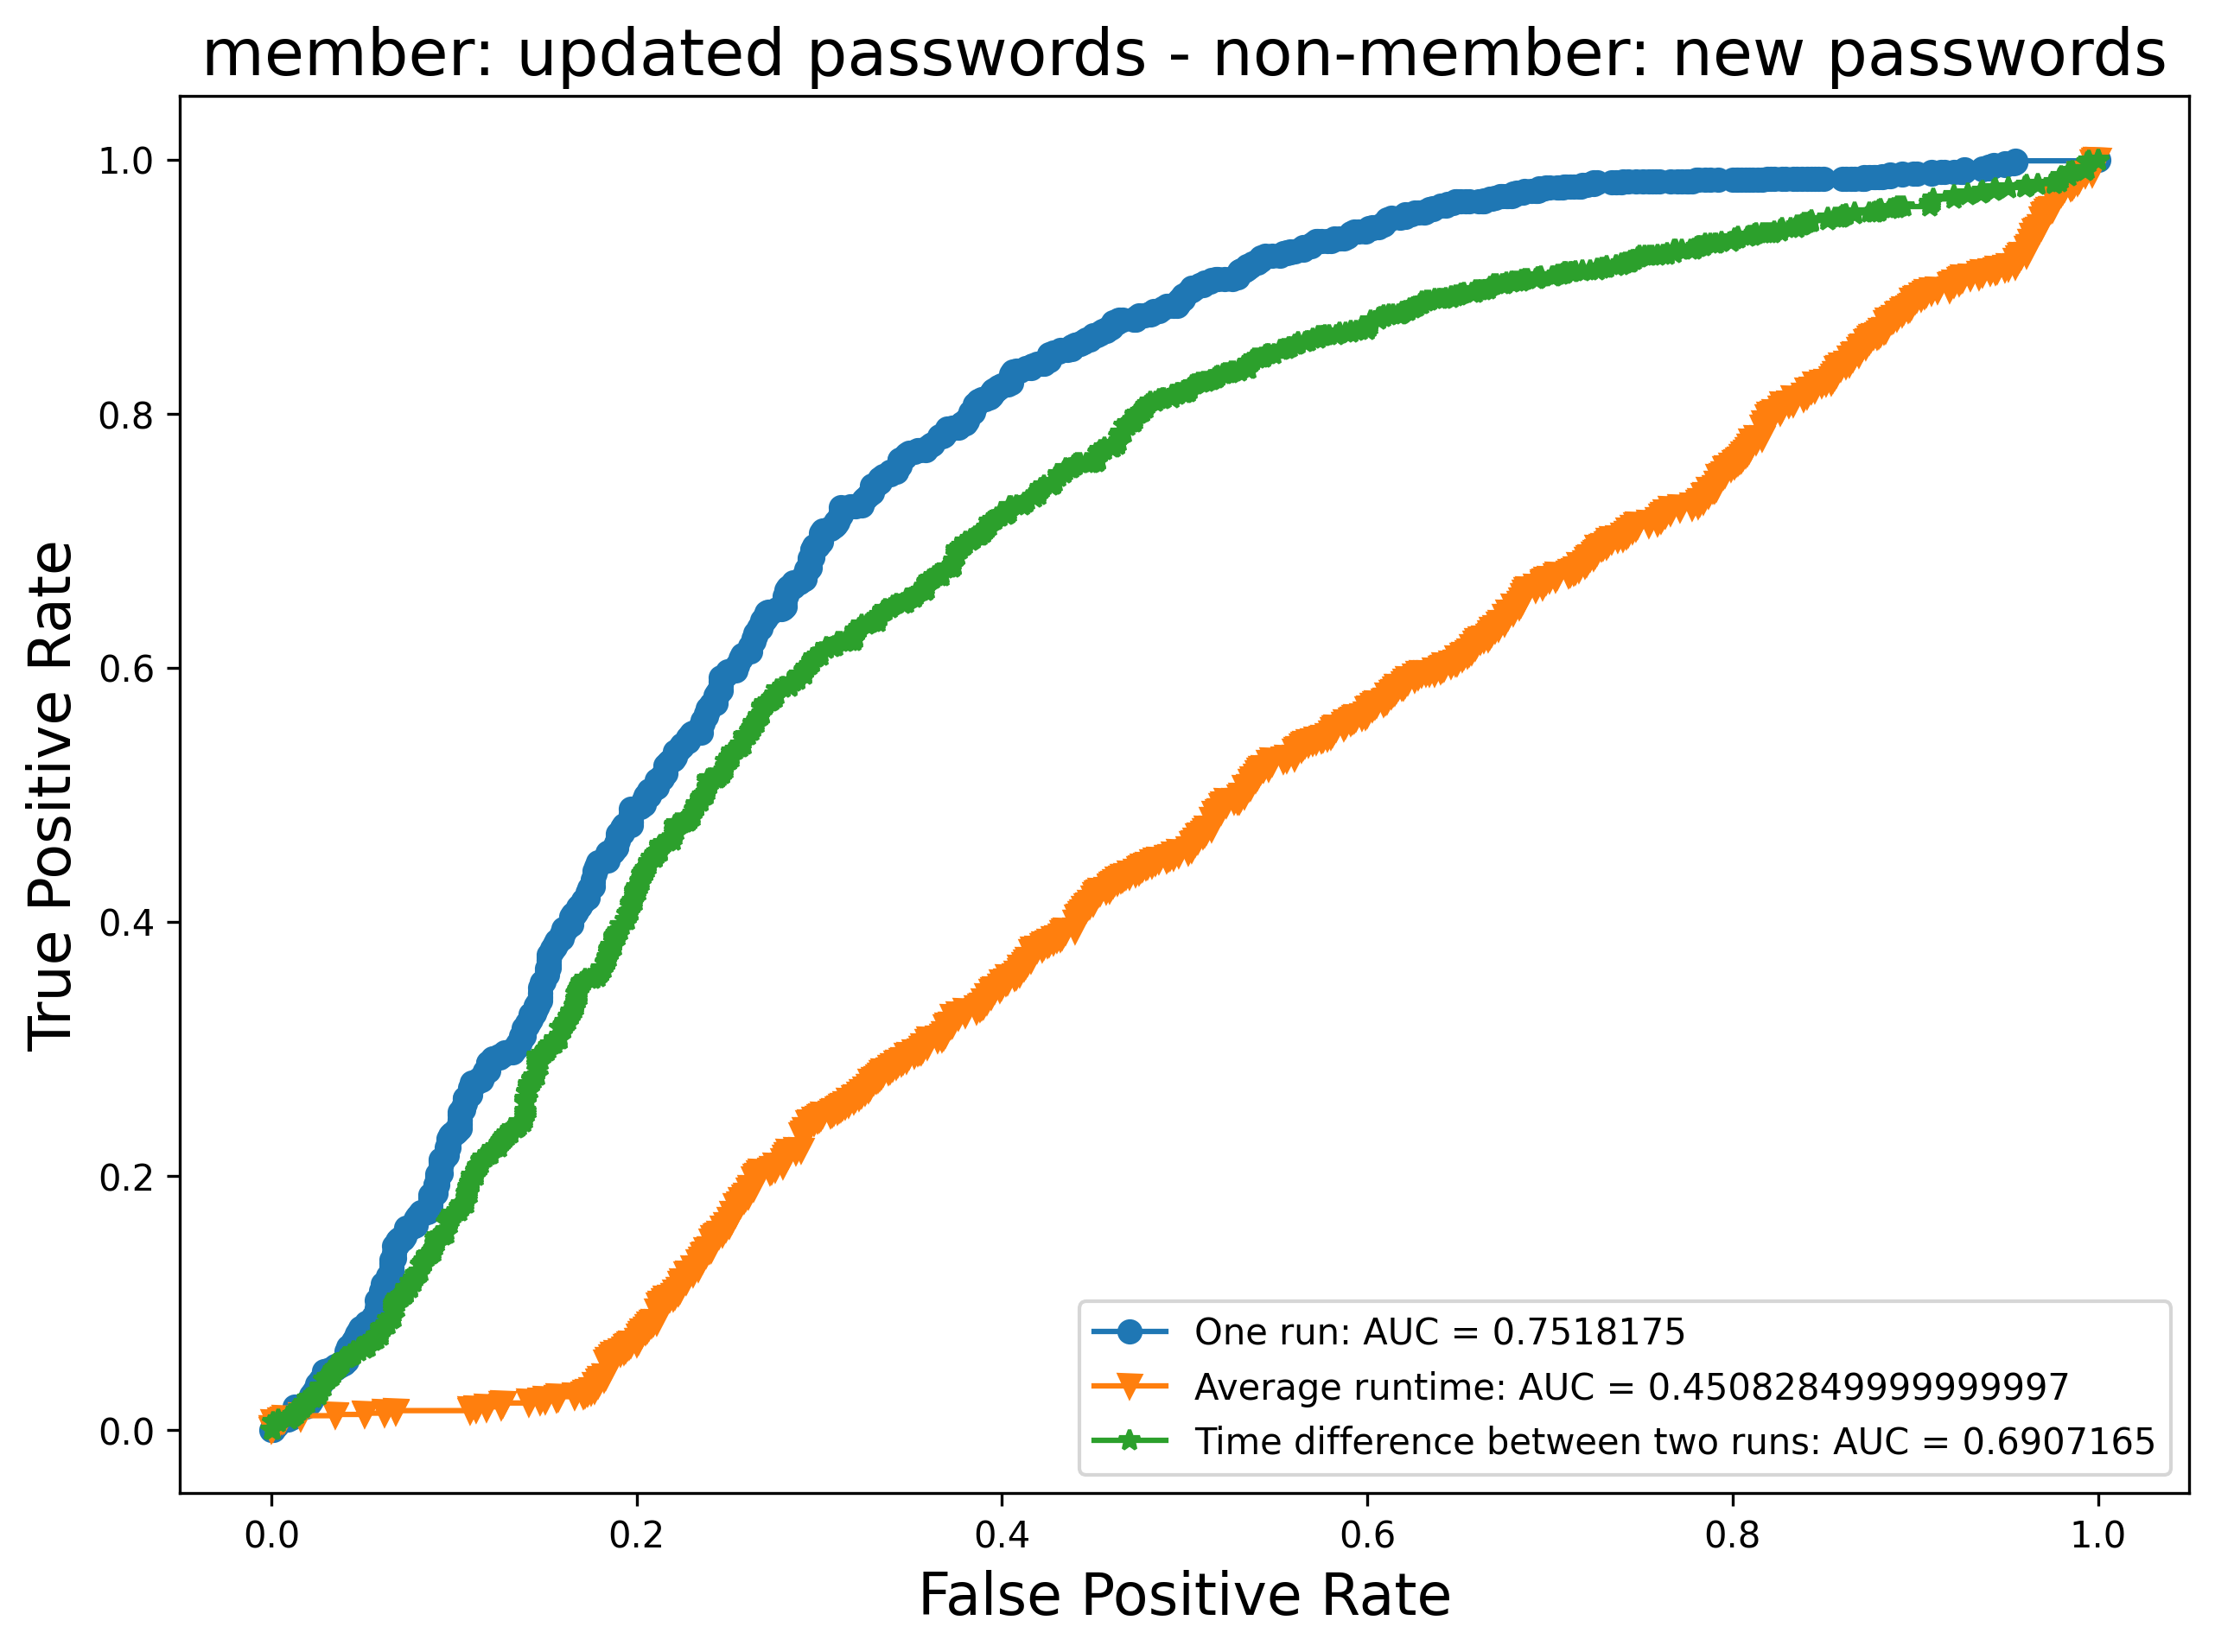 member: updated passwords - non-member: new passwords
True Positive Rate
1.0
0.8
0.6
0.4
0.2
0.0
One run: AUC = 0.7518175
Average runtime: AUC = 0.45082849999999997
Time difference between two runs: AUC = 0.6907165
0.0 0.2 0.4 0.6 0.8 1.0
False Positive Rate